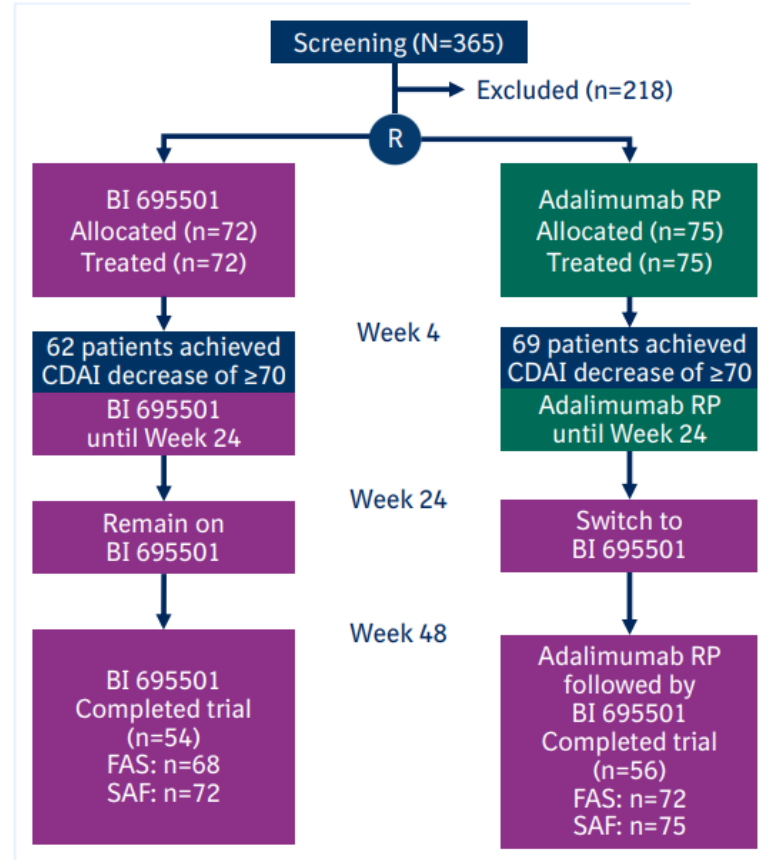 Screening (N=365)
Excluded (n=218)
R
BI 695501
Allocated (n=72)
Treated (n=72)
Adalimumab RP
Allocated (n=75)
Treated (n=75)
Week 4
62 patients achieved
CDAI decrease of ≥70
BI 695501
until Week 24
69 patients achieved
CDAI decrease of ≥70
Adalimumab RP
until Week 24
Week 24
Remain on
BI 695501
Switch to
BI 695501
Week 48
BI 695501
Completed trial
(n=54)
FAS: n=68
SAF: n=72
Adalimumab RP
followed by
BI 695501
Completed trial
(n=56)
FAS: n=72
SAF: n=75